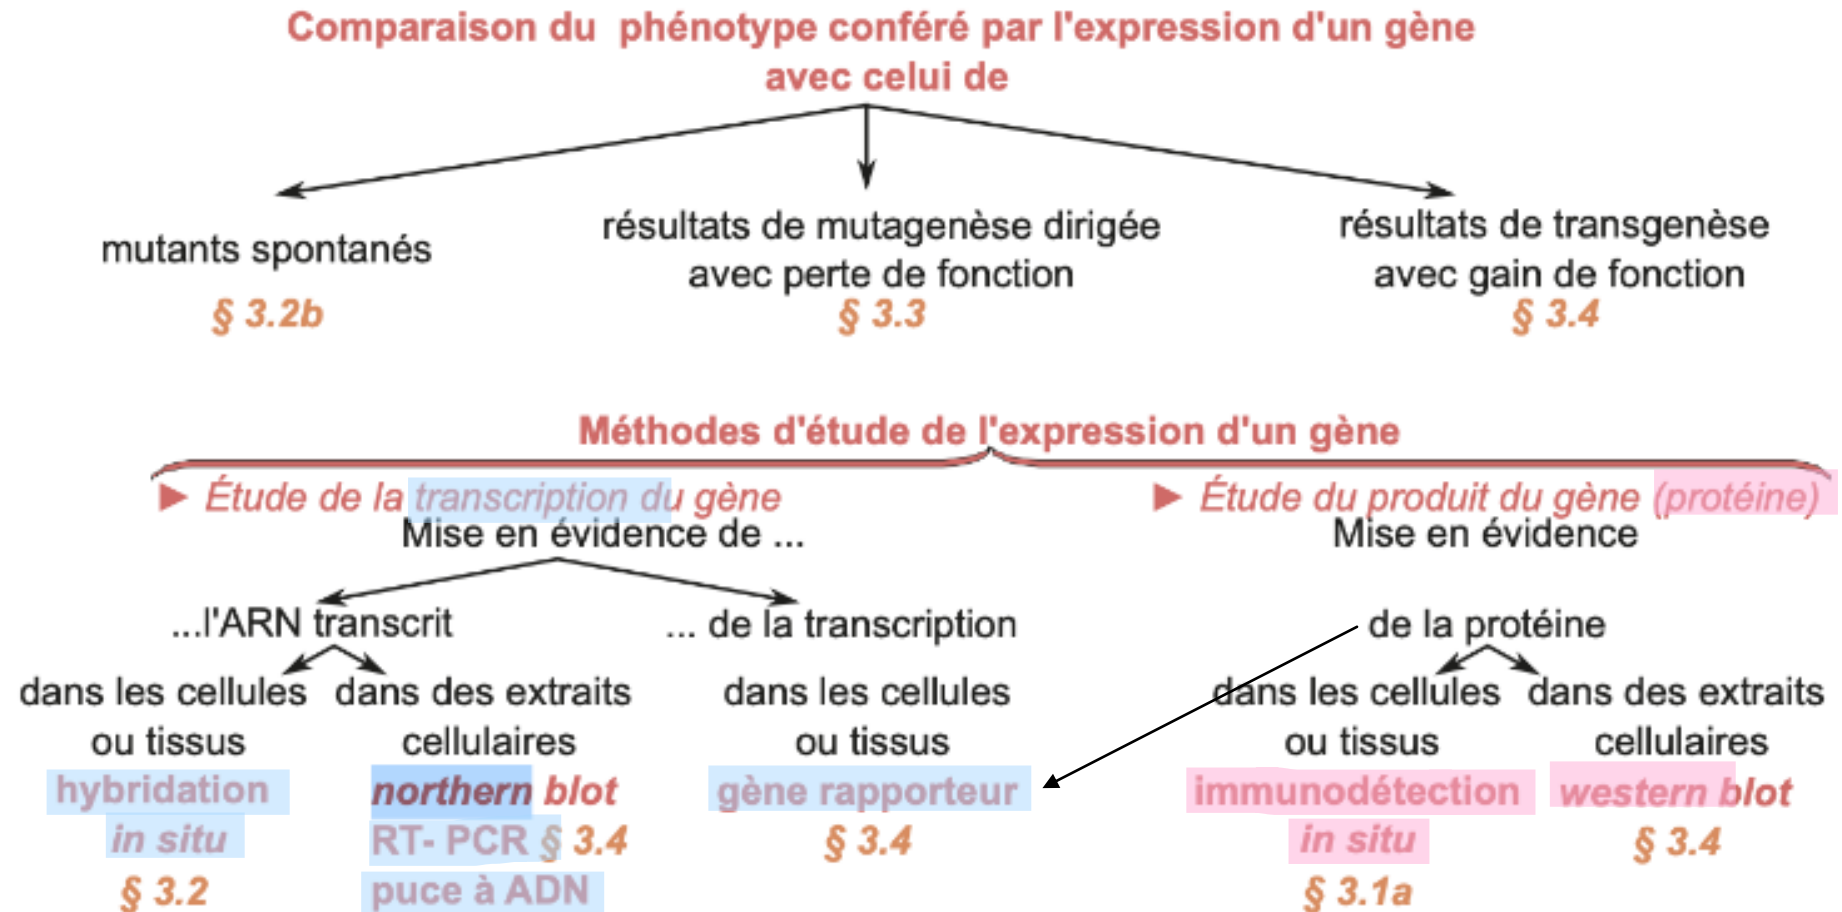 Comparaison du phénotype conféré par l'expression d'un gène
avec celui de
mutants spontanés
§ 3.2b
résultats de mutagenèse dirigée
avec perte de fonction
§ 3.3
résultats de transgenèse
avec gain de fonction
§ 3.4
Méthodes d'étude de l'expression d'un gène
► Étude de la transcription du gène
Mise en évidence de ...
...l'ARN transcrit
dans les cellules
ou tissus
hybridation
in situ
§ 3.2
dans des extraits
cellulaires
northern blot
RT- PCR § 3.4
puce à ADN
... de la transcription
dans les cellules
ou tissus
gène rapporteur
§ 3.4
► Étude du produit du gène (protéine)
Mise en évidence
de la protéine
dans les cellules
ou tissus
immunodétection
in situ
§ 3.1a
dans des extraits
cellulaires
western blot
§ 3.4